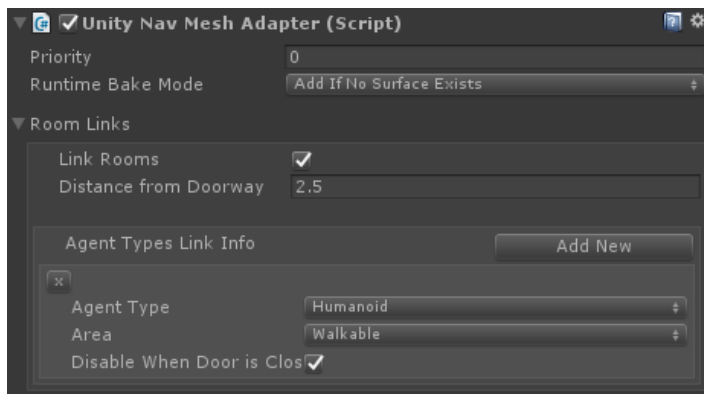 Unity Nav Mesh Adapter (Script)
Priority 0
Runtime Bake Mode Add If No Surface Exists
Room Links
Link Rooms
Distance from Doorway 2.5
Agent Types Link Info Add New
x
Agent Type Humanoid
Area Walkable
Disable When Door is Clos